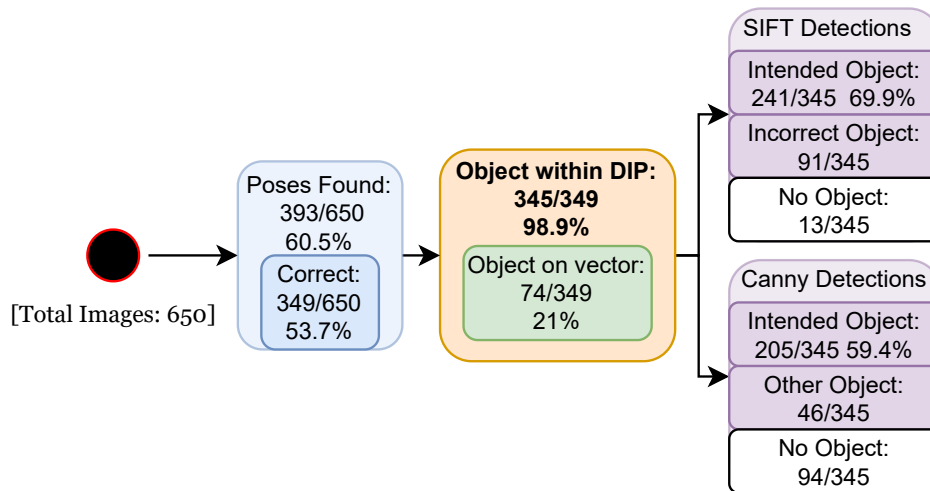 [Total Images: 650]
Poses Found:
393/650
60.5%
Correct:
349/650
53.7%
Object within DIP:
345/349
98.9%
Object on vector:
74/349
21%
SIFT Detections
Intended Object:
241/345 69.9%
Incorrect Object:
91/345
No Object:
13/345
Canny Detections
Intended Object:
205/345 59.4%
Other Object:
46/345
No Object:
94/345